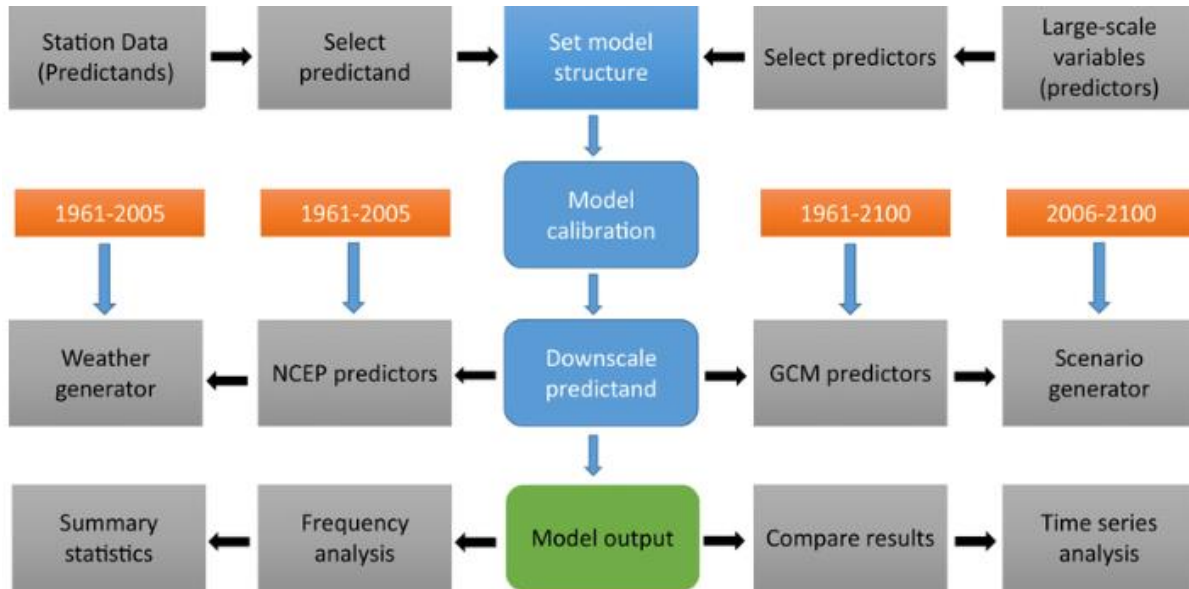 Station Data
(Predictands)
Select
predictand
Set model
structure
Select predictors
Large-scale
variables
(predictors)
Model
calibration
1961-2005
1961-2005
1961-2100
2006-2100
Weather
generator
NCEP predictors
Downscale
predictand
GCM predictors
Scenario
generator
Summary
statistics
Frequency
analysis
Model output
Compare results
Time series
analysis